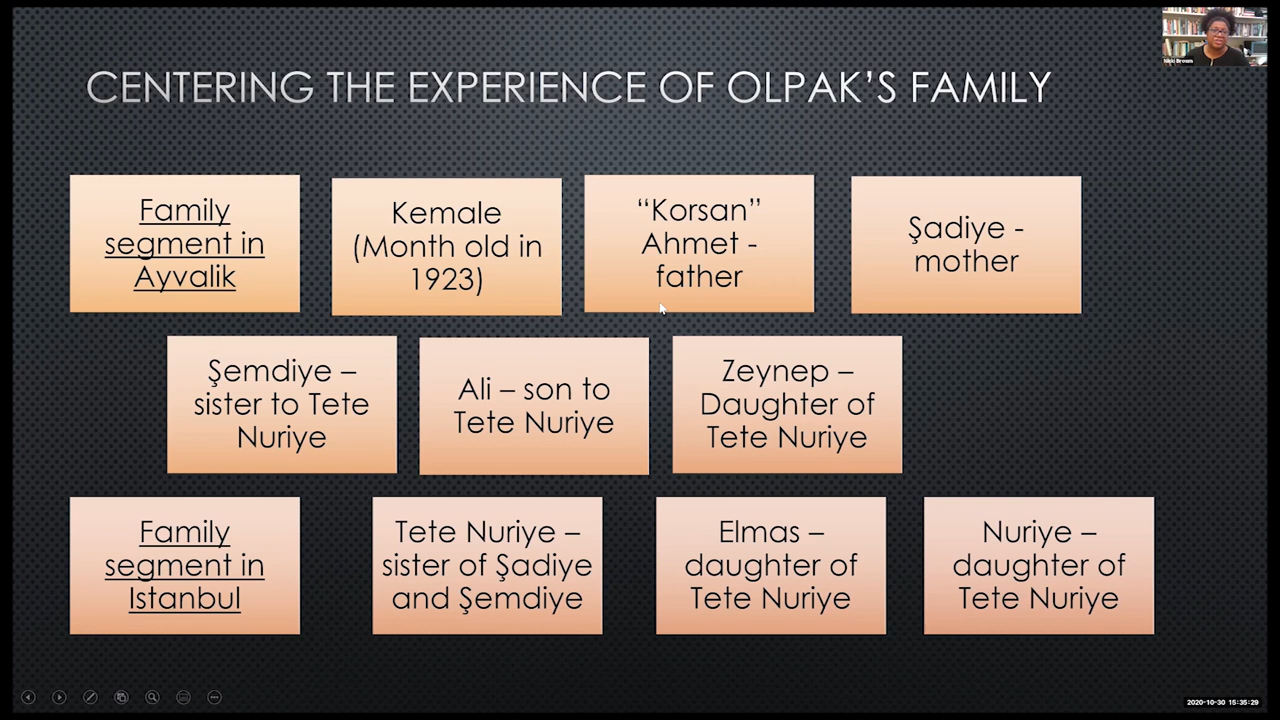 CENTERING THE EXPERIENCE OF OLPAK'S FAMILY
Nikki Brown
Family
segment in
Ayvalik
Kemale
(Month old in
1923)
“Korsan”
Ahmet -
father
Şadiye -
mother
Şemdiye –
sister to Tete
Nuriye
Ali – son to
Tete Nuriye
Zeynep –
Daughter of
Tete Nuriye
Family
segment in
Istanbul
Tete Nuriye –
sister of Şadiye
and Şemdiye
Elmas –
daughter of
Tete Nuriye
Nuriye –
daughter of
Tete Nuriye
2020-10-30 15:35:29